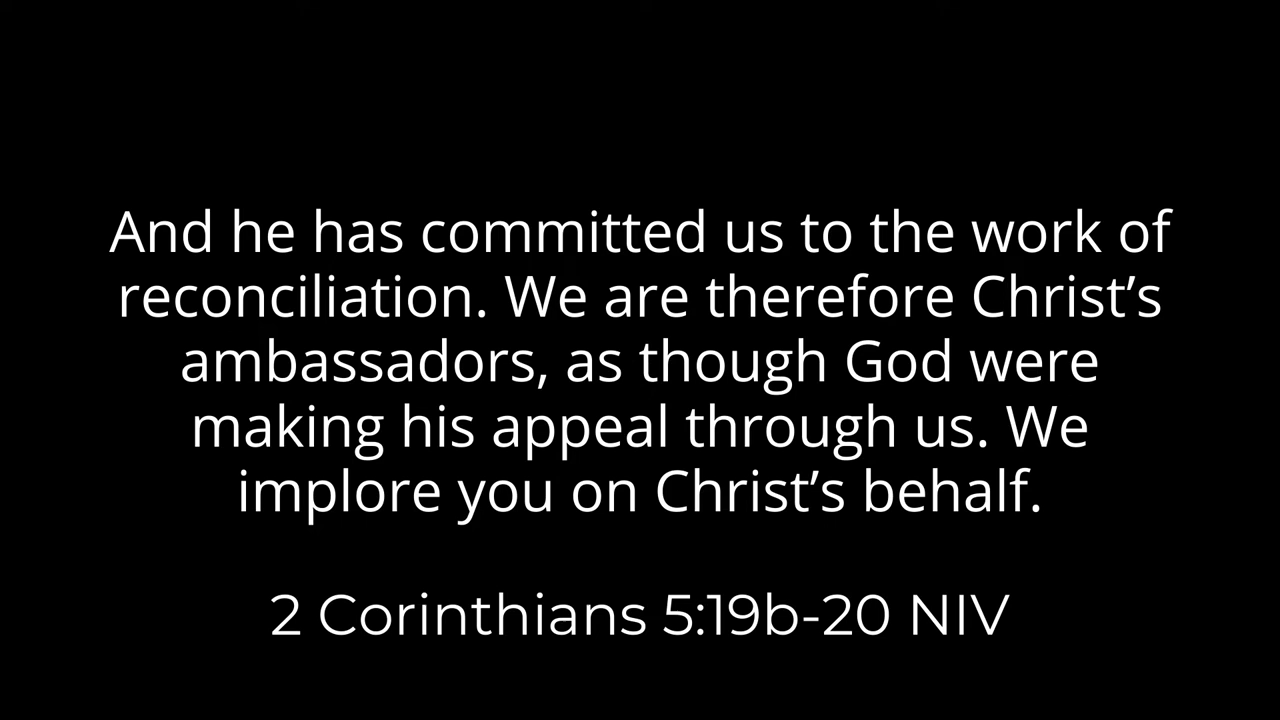 And he has committed us to the work of
reconciliation. We are therefore Christ’s
ambassadors, as though God were
making his appeal through us. We
implore you on Christ’s behalf.
2 Corinthians 5:19b-20 NIV